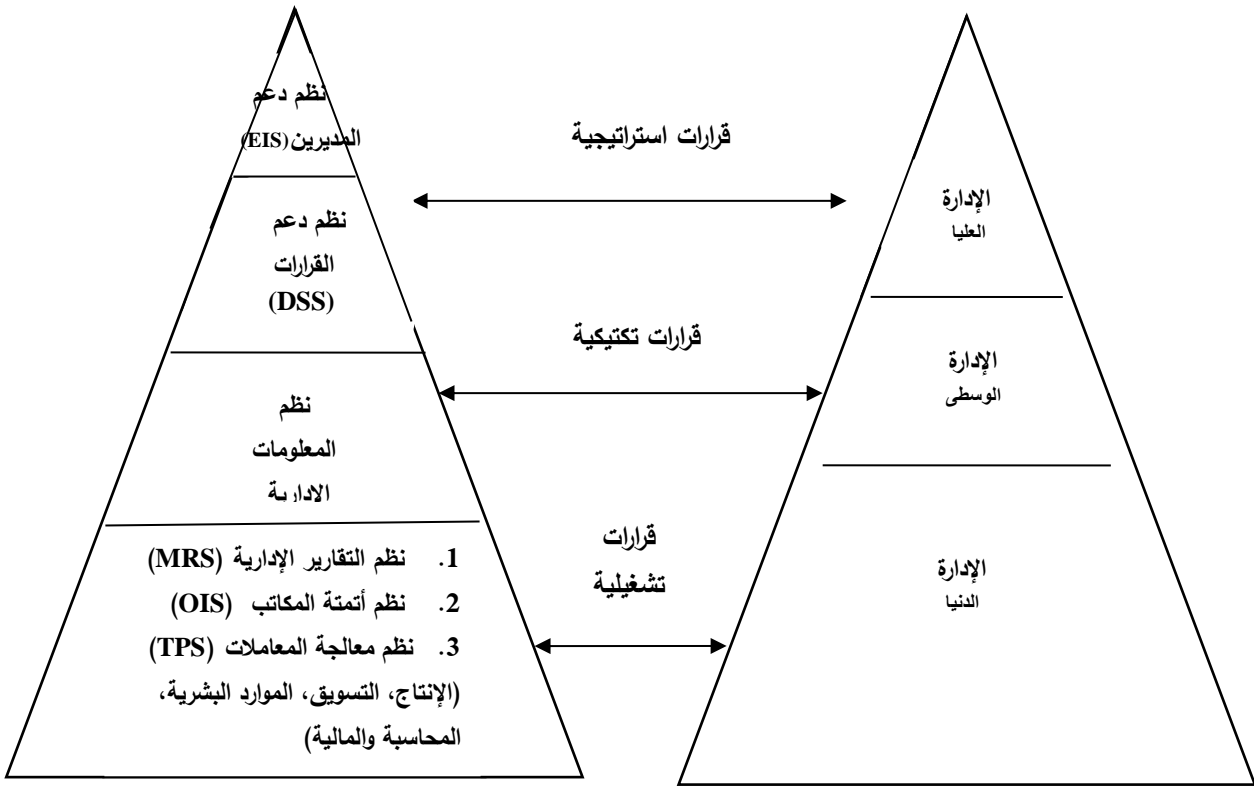 نظم دعم
المديرين (EIS)
نظم دعم
القرارات
(DSS)
نظم
المعلومات
الادارية
1. نظم التقارير الإدارية (MRS)
2. نظم أتمتة المكاتب (OIS)
3. نظم معالجة المعاملات (TPS)
(الإنتاج، التسويق، الموارد البشرية،
المحاسبة والمالية)
قرارات استراتيجية
قرارات تكتيكية
قرارات
تشغيلية
الإدارة
العليا
الإدارة
الوسطى
الإدارة
الدنيا